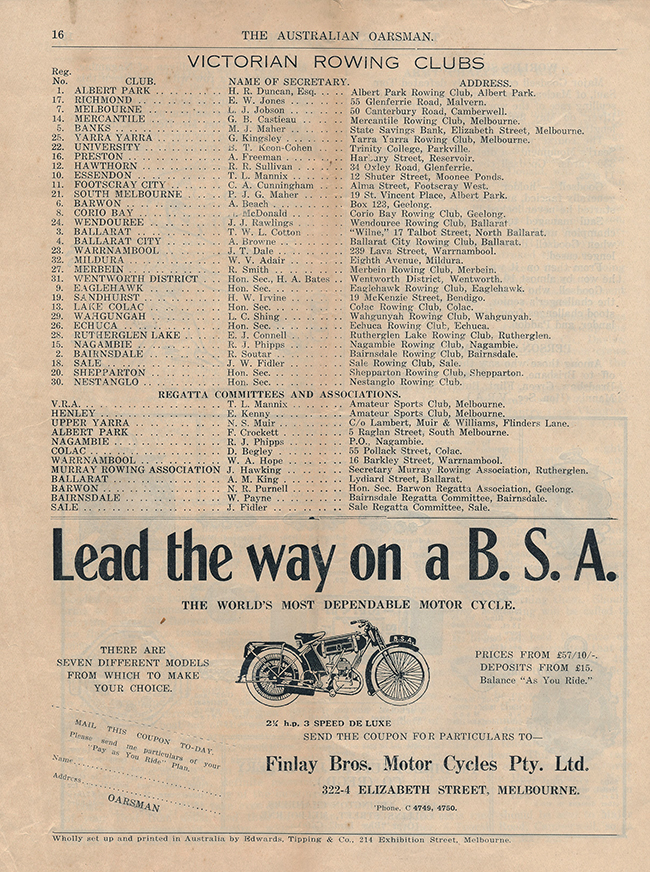 16 THE AUSTRALIAN OARSMAN.
VICTORIAN ROWING CLUBS
Reg.
No. CLUB. NAME OF SECRETARY. ADDRESS.
1. ALBERT PARK . . . . . . . . . . H. R. Duncan, Esq. . . . . Albert Park Rowing Club, Albert Park.
17. RICHMOND . . . . . . . . . . E. W. Jones . . . . . . . 55 Glenferrie Road, Malvern.
7. MELBOURNE . . . . . . . . . . L. J. Jobson . . . . . . . 50 Canterbury Road, Camberwell.
14. MERCANTILE . . . . . . . . . . G. B. Castieau . . . . . . Mercantile Rowing Club, Melbourne.
5. BANKS . . . . . . . . . . M. J. Maher . . . . . . . State Savings Bank, Elizabeth Street, Melbourne.
25. YARRA YARRA . . . . . . . . . . G. Kingsley . . . . . . . Yarra Yarra Rowing Club, Melbourne.
22. UNIVERSITY . . . . . . . . . . T. Keon-Cohen . . . . . Trinity College, Parkville.
16. PRESTON . . . . . . . . . . A. Freeman . . . . . . . Street, Reservoir.
12. HAWTHORN . . . . . . . . . . R. R. Sullivan . . . . . . 34 Oxley Road, Glenferrie.
10. ESSENDON . . . . . . . . . . T. L. Mannix . . . . . . . 12 Shuter Street, Moonee Ponds.
11. FOOTSCRAY CITY . . . . . . . . C. A. Cunningham . . . . . Alma Street, Footscray West.
21. SOUTH MELBOURNE . . . . . . . P. J. G. Maher . . . . . . 19 St. Vincent Place, Albert Park.
6. BARWON . . . . . . . . . . A. Beach . . . . . . . . Box 123, Geelong.
8. CORIO BAY . . . . . . . . . . McDonald . . . . . . . Corio Bay Rowing Club, Geelong.
24. WENDOUREE . . . . . . . . . . J. J. Rawlings . . . . . . Wendouree Rowing Club, Ballarat
3. BALLARAT . . . . . . . . . . T. W. L. Cotton . . . . . "Wilne," 17 Talbot Street, North Ballarat.
4. BALLARAT CITY . . . . . . . . A. Browne . . . . . . . . Ballarat City Rowing Club, Ballarat.
23. WARRNAMBOOL . . . . . . . . . J. T. Dale . . . . . . . . 239 Lava Street, Warrnambool.
32. MILDURA . . . . . . . . . . W. V. Adair . . . . . . . Eighth Avenue, Mildura.
27. MERBEIN . . . . . . . . . . R. Smith . . . . . . . . Merbein Rowing Club, Merbein.
31. WENTWORTH DISTRICT . . . . . Hon. Sec., H. A. Bates . . Wentworth District, Wentworth.
9. EAGLEHAWK . . . . . . . . . . Hon. Sec. . . . . . . . . Eaglehawk Rowing Club, Eaglehawk.
19. SANDHURST . . . . . . . . . . H. W. Irvine . . . . . . . 19 McKenzie Street, Bendigo.
13. LAKE COLAC . . . . . . . . . . Hon. Sec. . . . . . . . . Colac Rowing Club, Colac.
29. WAHGUNGAH . . . . . . . . . . L. C. Shing . . . . . . . Wahgunyah Rowing Club, Wahgunyah.
26. ECHUCA . . . . . . . . . . Hon. Sec. . . . . . . . . Echuca Rowing Club, Echuca.
28. RUTHERGLEN LAKE . . . . . . . E. J. Connell . . . . . . Rutherglen Lake Rowing Club, Rutherglen.
15. NAGAMBIE . . . . . . . . . . R. J. Phipps . . . . . . . Nagambie Rowing Club, Nagambie.
2. BAIRNSDALE . . . . . . . . . . R. Soutar . . . . . . . . Bairnsdale Rowing Club, Bairnsdale.
18. SALE . . . . . . . . . . J. W. Fidler . . . . . . . Sale Rowing Club, Sale.
20. SHEPPARTON . . . . . . . . . . Hon. Sec. . . . . . . . . Shepparton Rowing Club, Shepparton.
30. NESTANGLO . . . . . . . . . . Hon. Sec. . . . . . . . . Nestanglo Rowing Club.
REGATTA COMMITTEES AND ASSOCIATIONS.
V.R.A. . . . . . . . . . . T. L. Mannix . . . . . . . Amateur Sports Club, Melbourne.
HENLEY . . . . . . . . . . E. Kenny . . . . . . . . Amateur Sports Club, Melbourne.
UPPER YARRA . . . . . . . . . . N. S. Muir . . . . . . . . C/o Lambert, Muir & Williams, Flinders Lane.
ALBERT PARK . . . . . . . . . . F. Crockett . . . . . . . 5 Raglan Street, South Melbourne.
NAGAMBIE . . . . . . . . . . R. J. Phipps . . . . . . . P.O., Nagambie.
COLAC . . . . . . . . . . D. Begley . . . . . . . . 55 Pollack Street, Colac.
WARRNAMBOOL . . . . . . . . . . W. A. Hope . . . . . . . 16 Barkley Street, Warrnambool.
MURRAY ROWING ASSOCIATION J. Hawking . . . . . . . Secretary Murray Rowing Association, Rutherglen.
BALLARAT . . . . . . . . . . A. M. King . . . . . . . Lydiard Street, Ballarat.
BARWON . . . . . . . . . . N. R. Purnell . . . . . . Hon. Sec. Barwon Regatta Association, Geelong.
BAIRNSDALE . . . . . . . . . . W. Payne . . . . . . . . Bairnsdale Regatta Committee, Bairnsdale.
SALE . . . . . . . . . . J. Fidler . . . . . . . . Sale Regatta Committee, Sale.
Lead the way on a B. S. A.
THE WORLD'S MOST DEPENDABLE MOTOR CYCLE.
THERE ARE
SEVEN DIFFERENT MODELS
FROM WHICH TO MAKE
YOUR CHOICE.
B.S.A.
PRICES FROM £57/10/-.
DEPOSITS FROM £15.
Balance "As You Ride."
2¼ h.p. 3 SPEED DE LUXE
SEND THE COUPON FOR PARTICULARS TO—
MAIL THIS COUPON TO-DAY.
Please send me particulars of your
"Pay as You Ride" Plan.
Name
Address
OARSMAN
Finlay Bros. Motor Cycles Pty. Ltd.
322-4 ELIZABETH STREET, MELBOURNE.
'Phone. C 4749, 4750.
Wholly set up and printed in Australia by Edwards, Tipping & Co., 214 Exhibition Street, Melbourne.